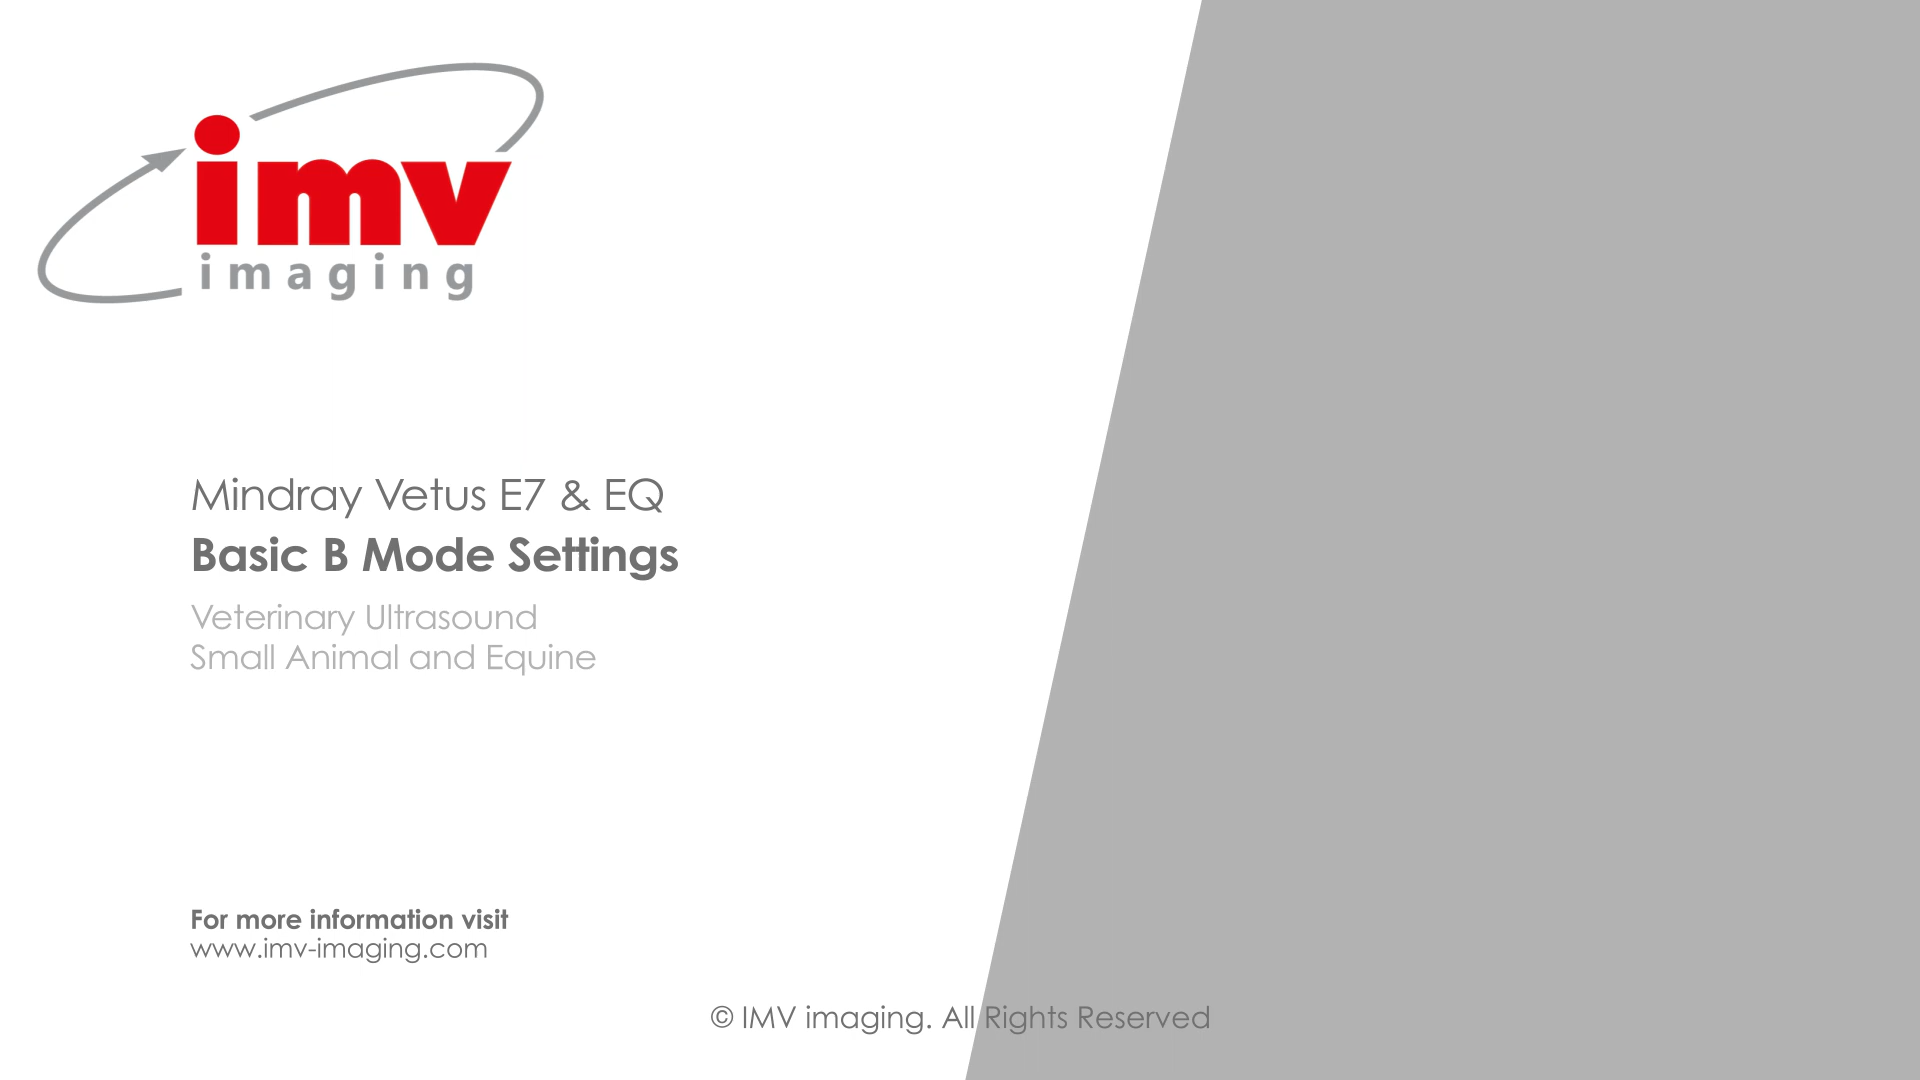 imv
imaging
Mindray Vetus E7 & EQ
Basic B Mode Settings
Veterinary Ultrasound
Small Animal and Equine
For more information visit
www.imv-imaging.com
© IMV imaging. All Rights Reserved